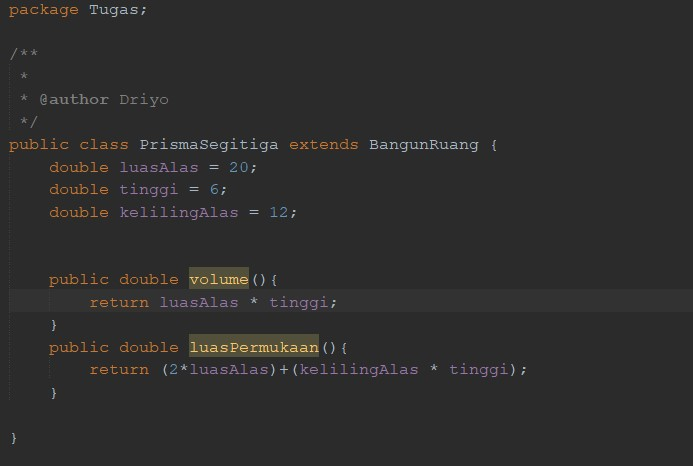 package Tugas;
/**
 *
 * @author Driyo
 */
public class PrismaSegitiga extends BangunRuang {
    double luasAlas = 20;
    double tinggi = 6;
    double kelilingAlas = 12;
    public double volume(){
        return luasAlas * tinggi;
    }
    public double luasPermukaan(){
        return (2*luasAlas)+(kelilingAlas * tinggi);
    }
}